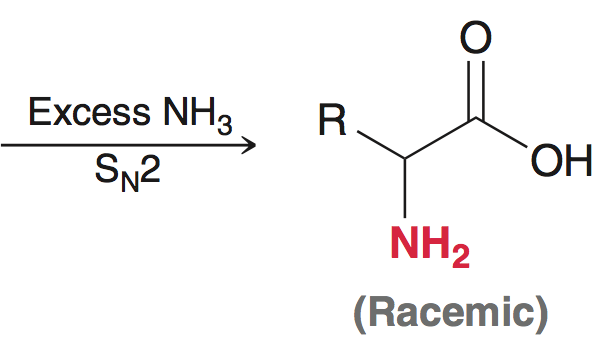 O
Excess NH₃
R
OH
SN2
NH₂
(Racemic)